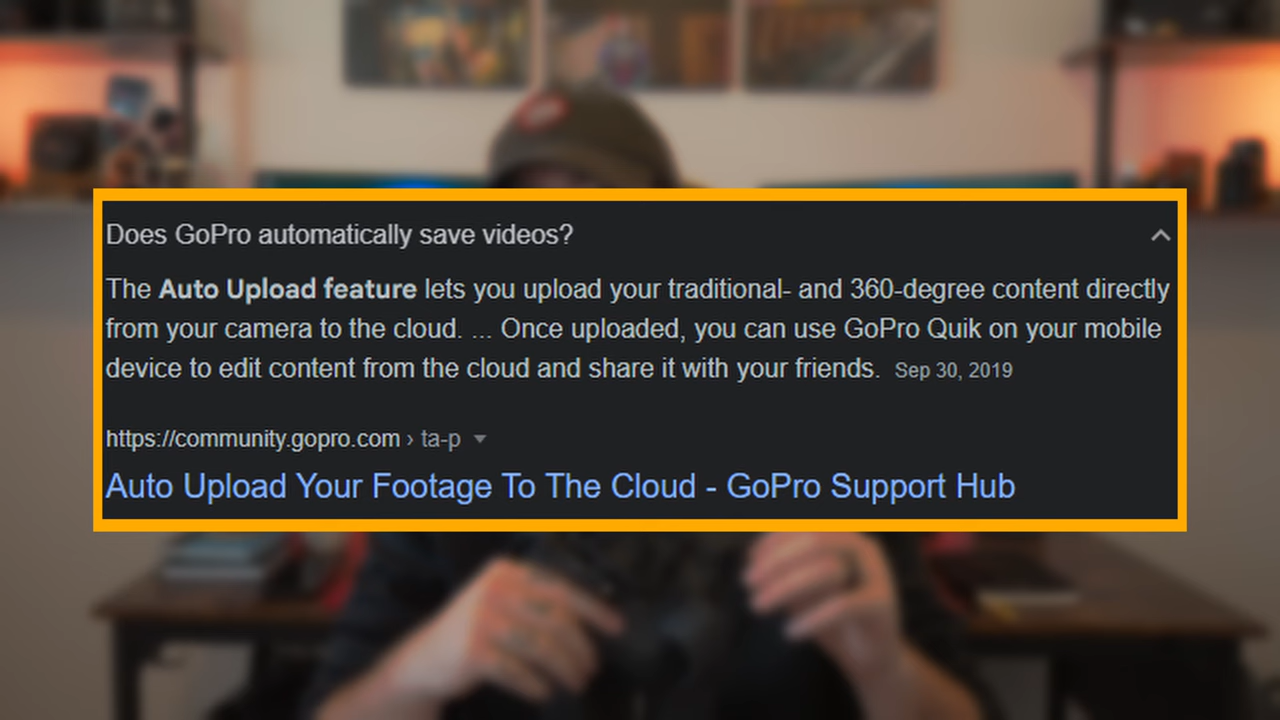 Does GoPro automatically save videos?
The Auto Upload feature lets you upload your traditional- and 360-degree content directly
from your camera to the cloud. ... Once uploaded, you can use GoPro Quik on your mobile
device to edit content from the cloud and share it with your friends. Sep 30, 2019
https://community.gopro.com › ta-p
Auto Upload Your Footage To The Cloud - GoPro Support Hub